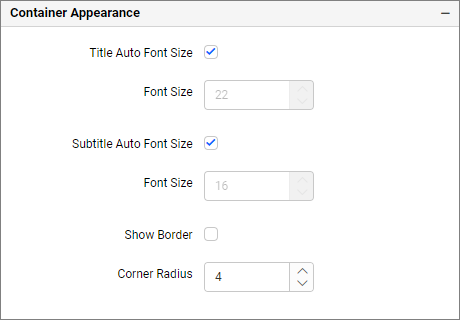 Container Appearance
Title Auto Font Size
Font Size 22
Subtitle Auto Font Size
Font Size 16
Show Border
Corner Radius 4